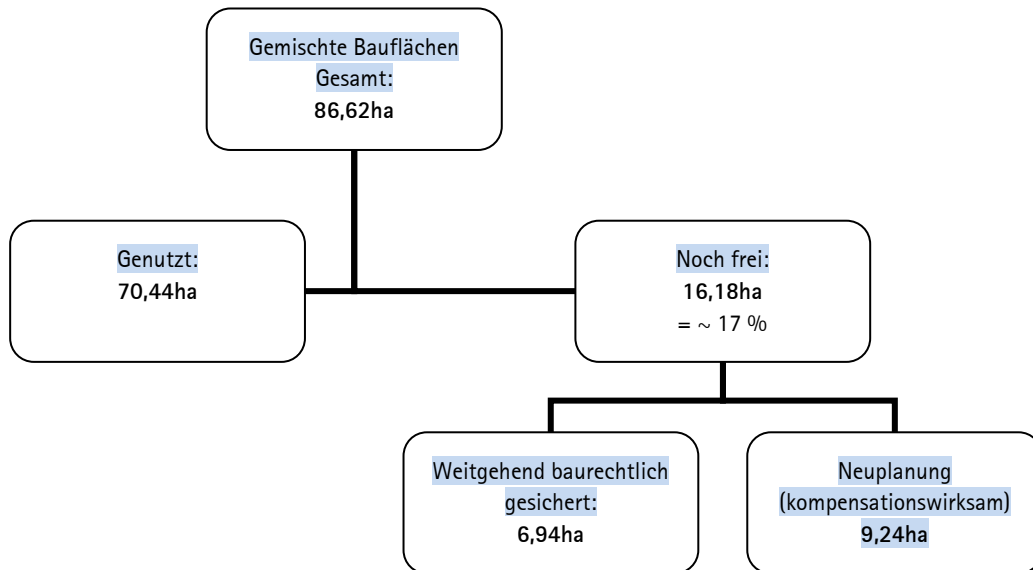 Gemischte Bauflächen
Gesamt:
86,62ha
Genutzt:
70,44ha
Noch frei:
16,18ha
= ~ 17 %
Weitgehend baurechtlich
gesichert:
6,94ha
Neuplanung
(kompensationswirksam)
9,24ha